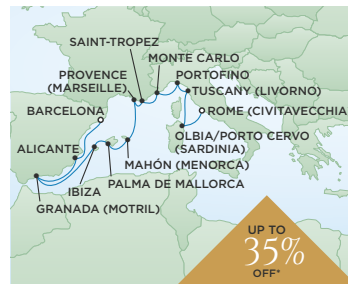 SAINT-TROPEZ
MONTE CARLO
PROVENCE
(MARSEILLE)
PORTOFINO
TUSCANY (LIVORNO)
BARCELONA
ROME (CIVITAVECCHIA
OLBIA/PORTO CERVO
(SARDINIA)
ALICANTE
MAHÓN (MENORCA)
PALMA DE MALLORCA
IBIZA
GRANADA (MOTRIL)
UP TO
35%
OFF*